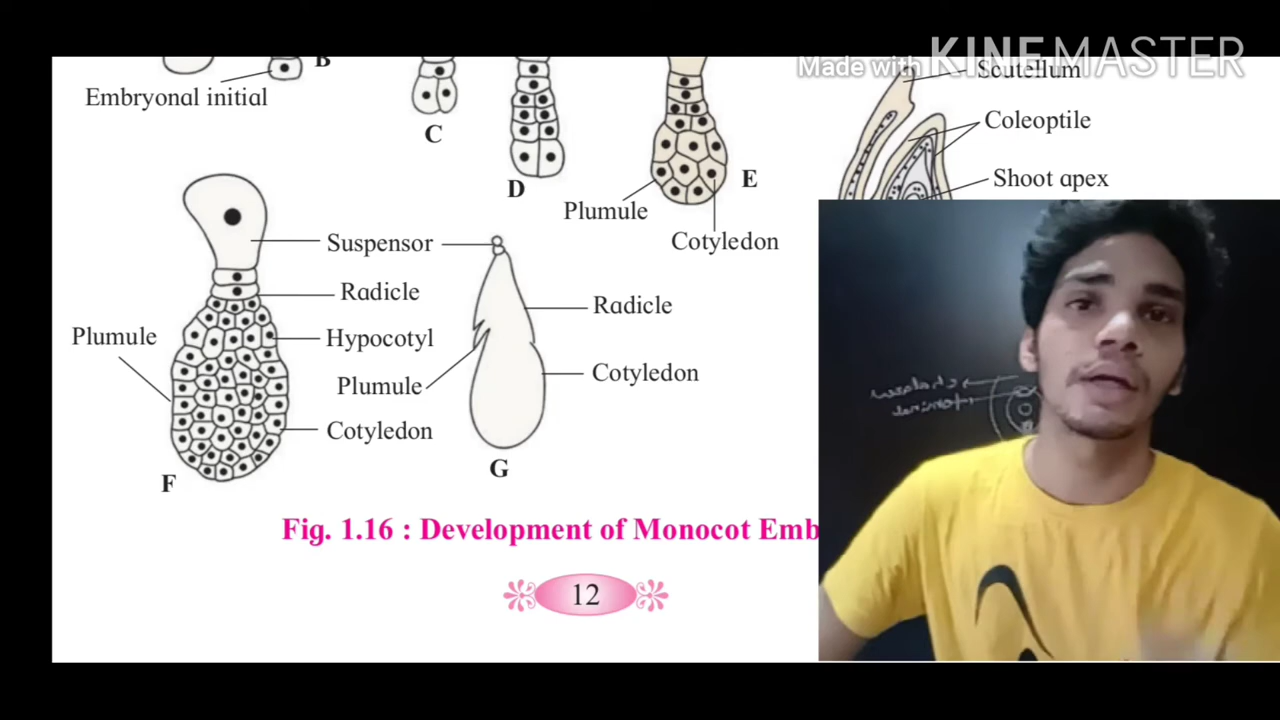 Made with KINEMASTER
B
Scutellum
Embryonal initial
Coleoptile
C
Shoot apex
D
E
Plumule
Cotyledon
Suspensor
Radicle
Radicle
Plumule
Hypocotyl
Plumule
Cotyledon
Cotyledon
F
G
Fig. 1.16 : Development of Monocot Emb
12